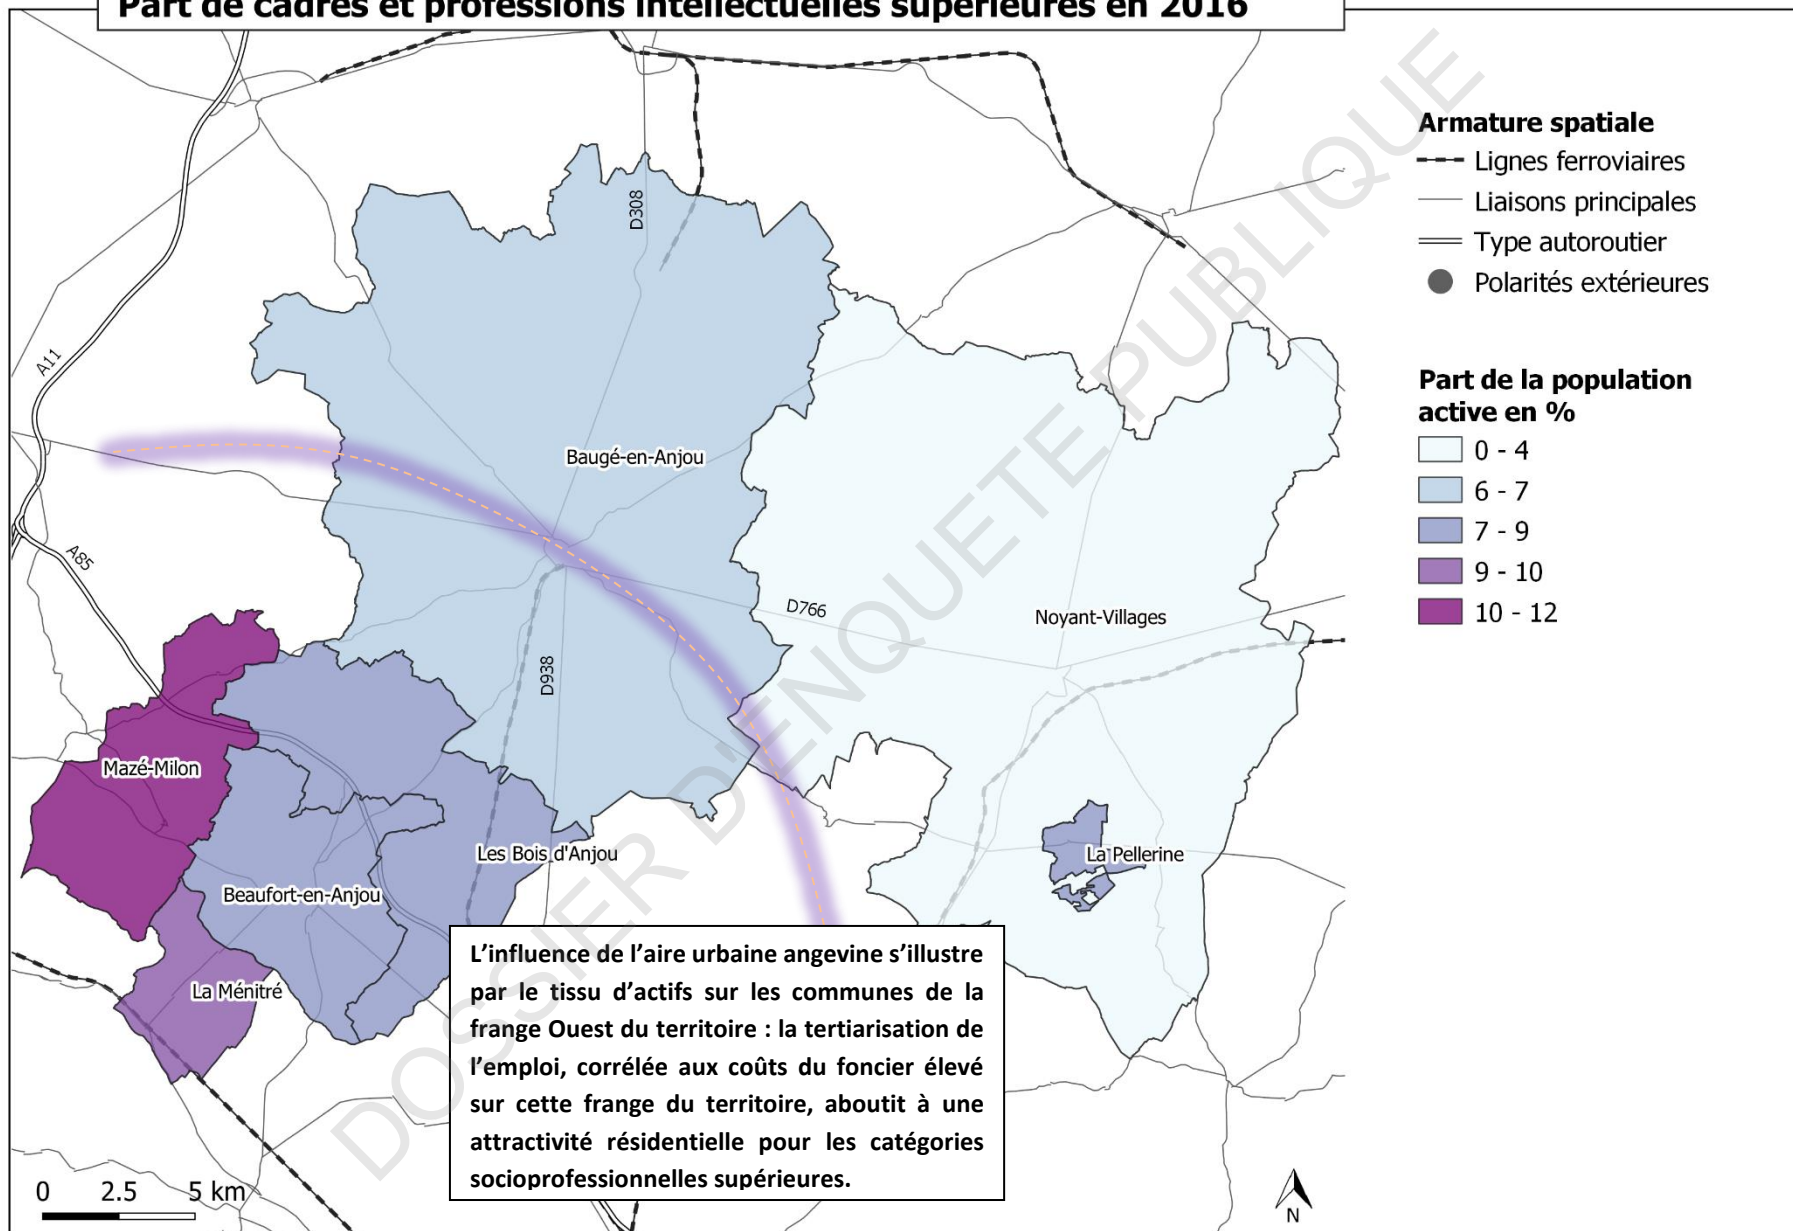 Part de cadres et professions intellectuelles supérieures en 2016
Armature spatiale
Lignes ferroviaires
Liaisons principales
Type autoroutier
Polarités extérieures
Part de la population
active en %
0 - 4
6 - 7
7 - 9
9 - 10
10 - 12
D308
A11
Baugé-en-Anjou
A85
D766
Noyant-Villages
D938
Mazé-Milon
Les Bois d'Anjou
La Pellerine
Beaufort-en-Anjou
La Ménitré
L’influence de l’aire urbaine angevine s’illustre
par le tissu d’actifs sur les communes de la
frange Ouest du territoire : la tertiarisation de
l’emploi, corrélée aux coûts du foncier élevé
sur cette frange du territoire, aboutit à une
attractivité résidentielle pour les catégories
socioprofessionnelles supérieures.
0 2.5 5 km
N
DOSSIER D'ENQUETE PUBLIQUE